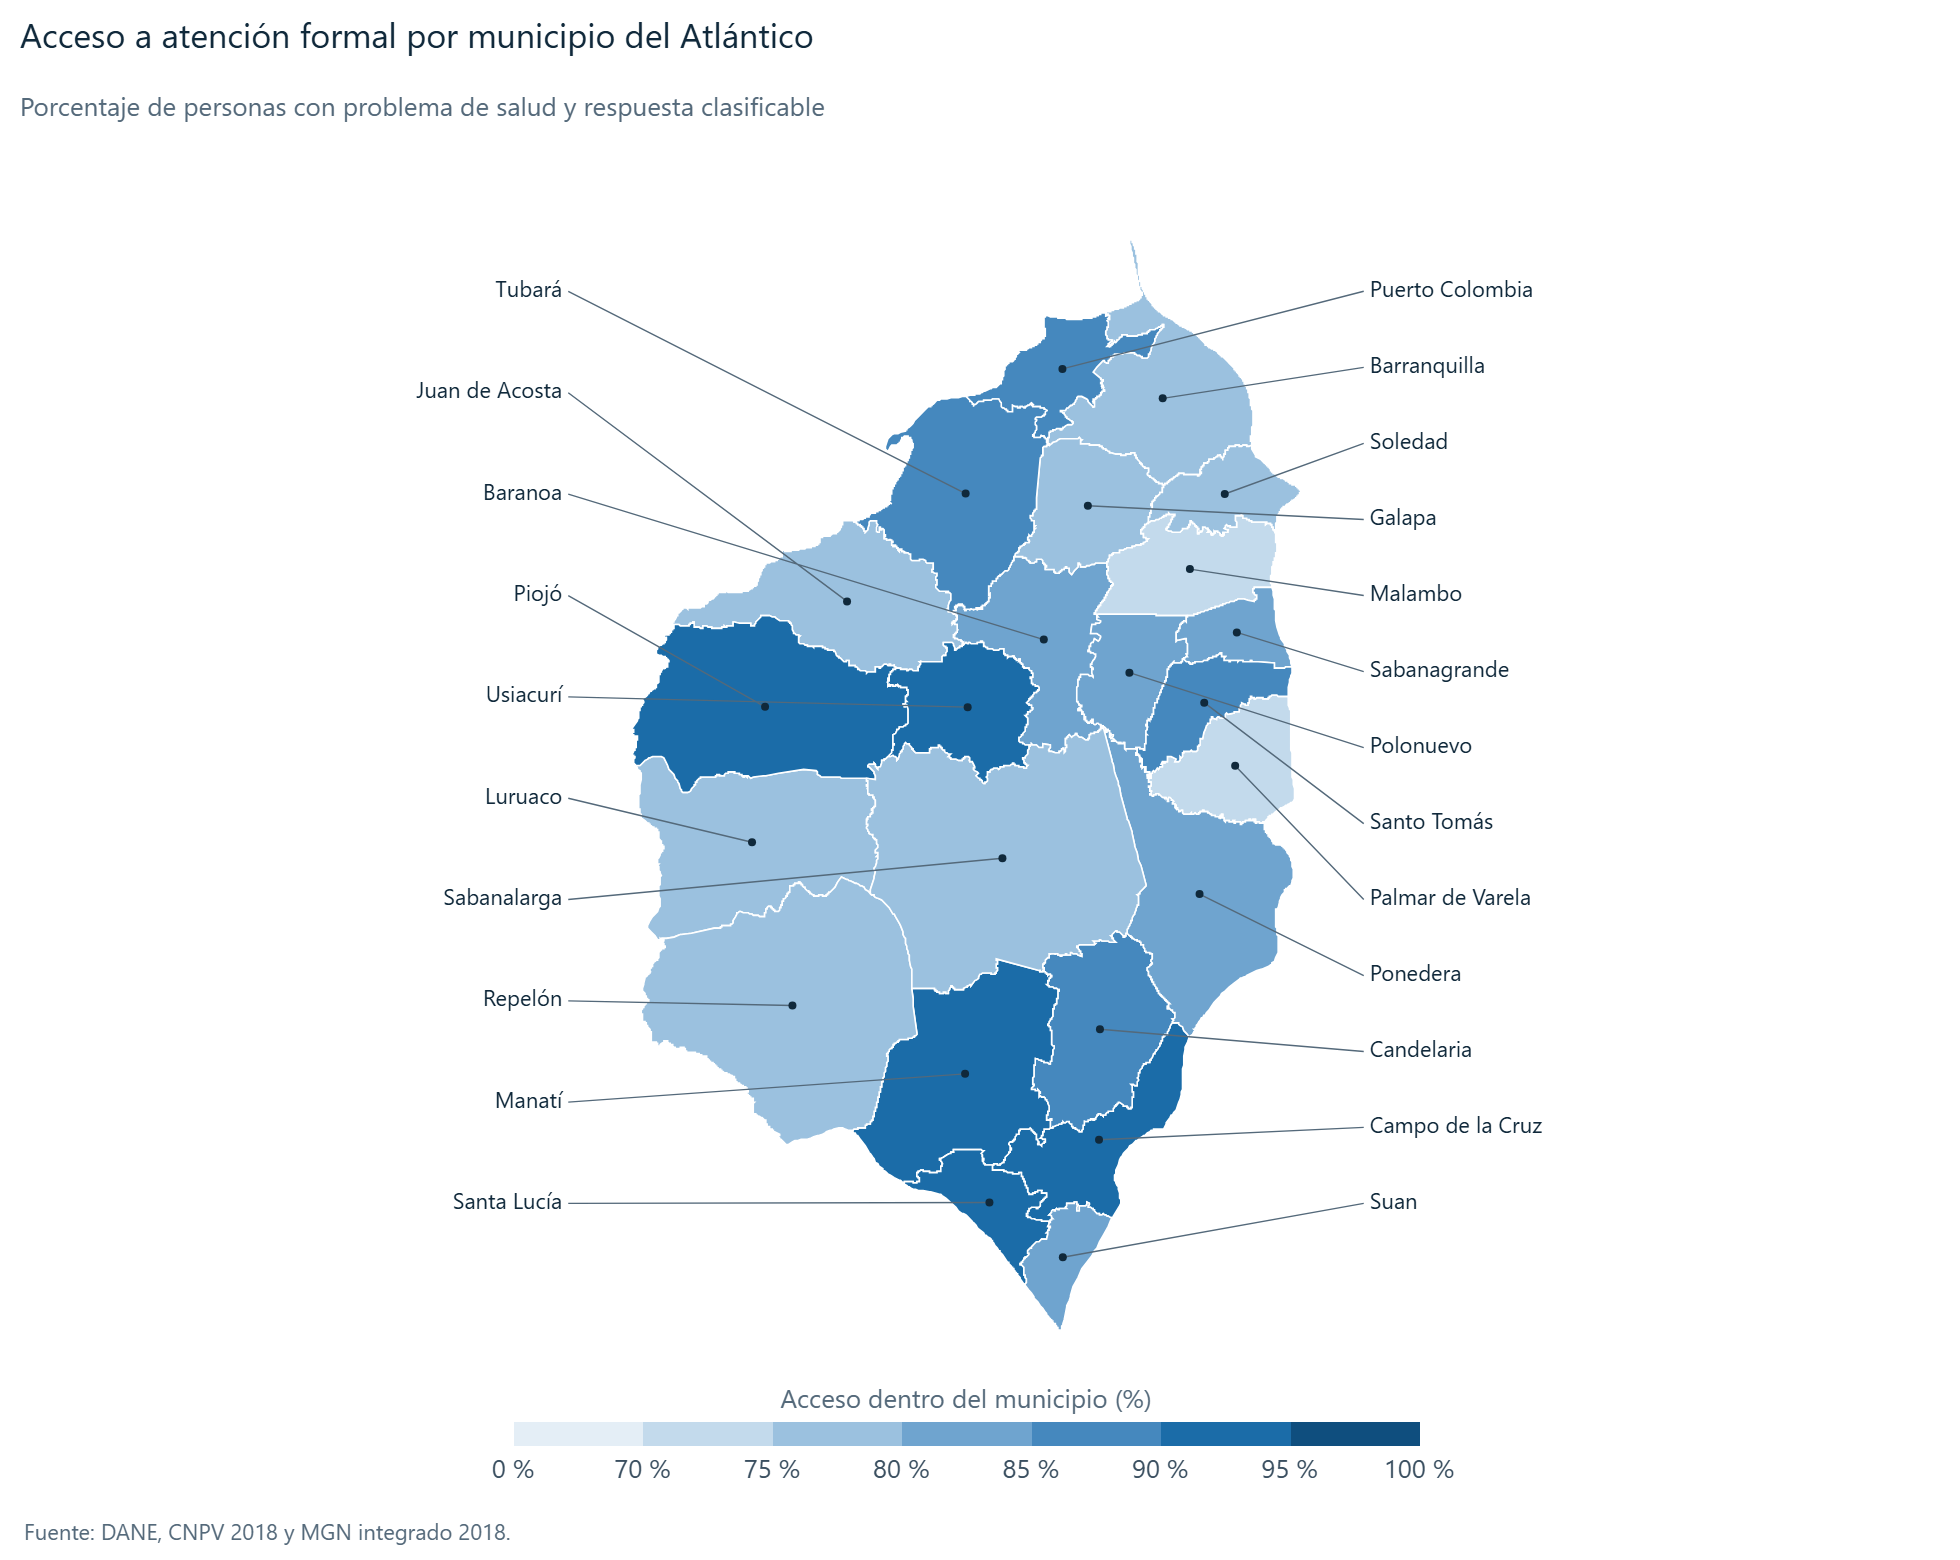 Acceso a atención formal por municipio del Atlántico
Porcentaje de personas con problema de salud y respuesta clasificable
Tubará
Juan de Acosta
Baranoa
Piojó
Usiacurí
Luruaco
Sabanalarga
Repelón
Manatí
Santa Lucía
Puerto Colombia
Barranquilla
Soledad
Galapa
Malambo
Sabanagrande
Polonuevo
Santo Tomás
Palmar de Varela
Ponedera
Candelaria
Campo de la Cruz
Suan
Acceso dentro del municipio (%)
0 % 70 % 75 % 80 % 85 % 90 % 95 % 100 %
Fuente: DANE, CNPV 2018 y MGN integrado 2018.